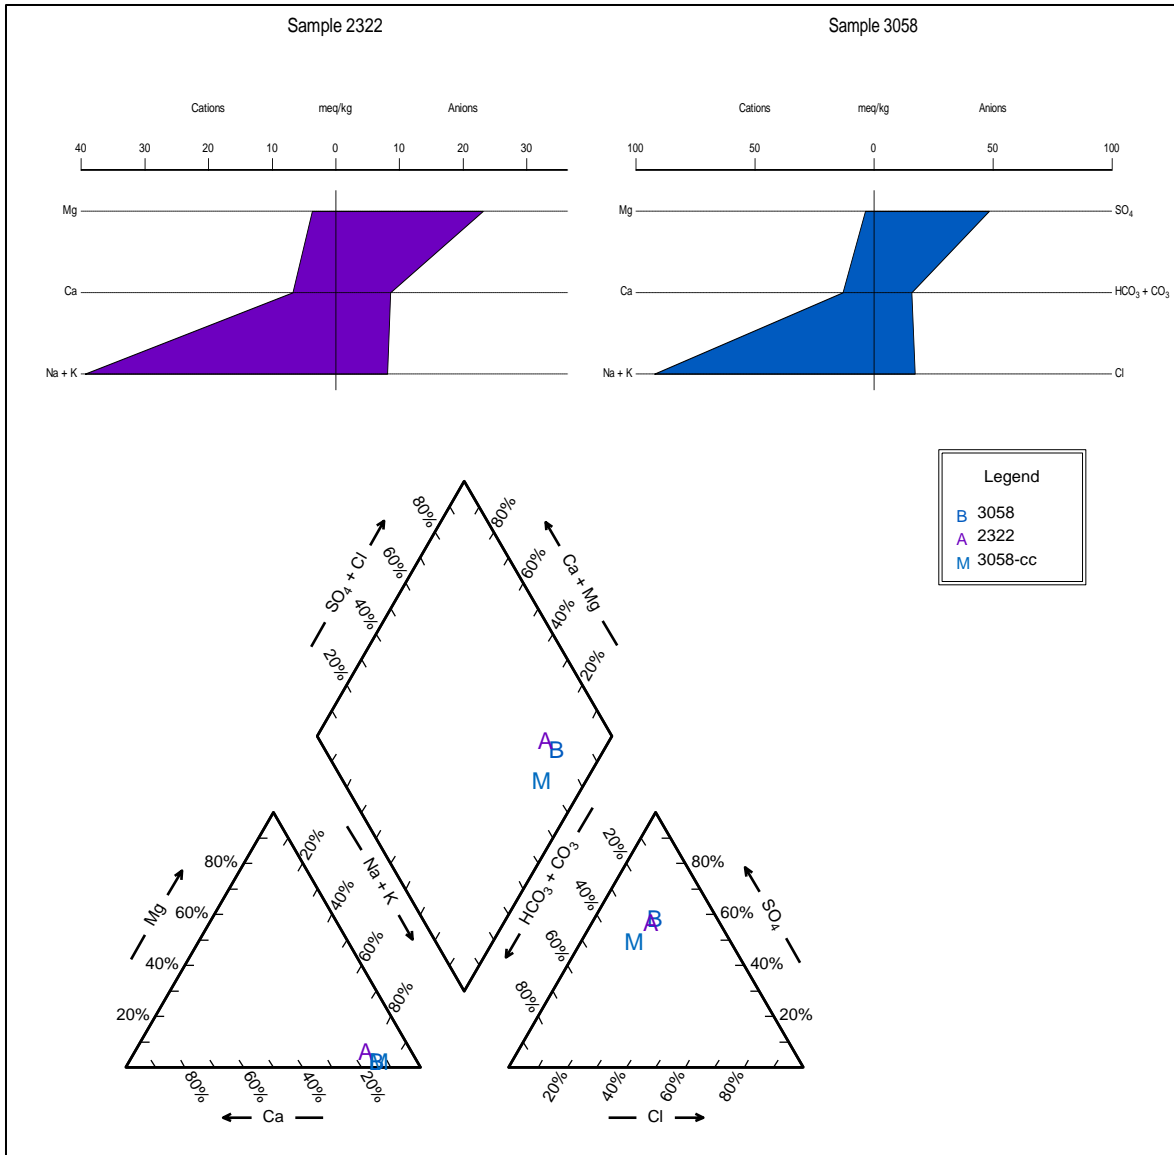 Sample 2322
Sample 3058
Cations meq/kg Anions
Cations meq/kg Anions
40 30 20 10 0 10 20 30
100 50 0 50 100
Mg
Mg SO₄
Ca
Ca HCO₃ + CO₃
Na + K
Na + K Cl
Legend
B 3058
A 2322
M 3058-cc
80% 80%
SO₄ + Cl 60% 60% Ca + Mg
40% 40%
20% 20%
A B
M
Na + K HCO₃ + CO₃
Mg 80% 20%
60% 40%
40% 60%
20% 80%
A B M
80% 60% 40% 20%
Ca
20% 80% SO₄
40% 60%
60% 40%
80% 20%
B A M
20% 40% 60% 80%
Cl